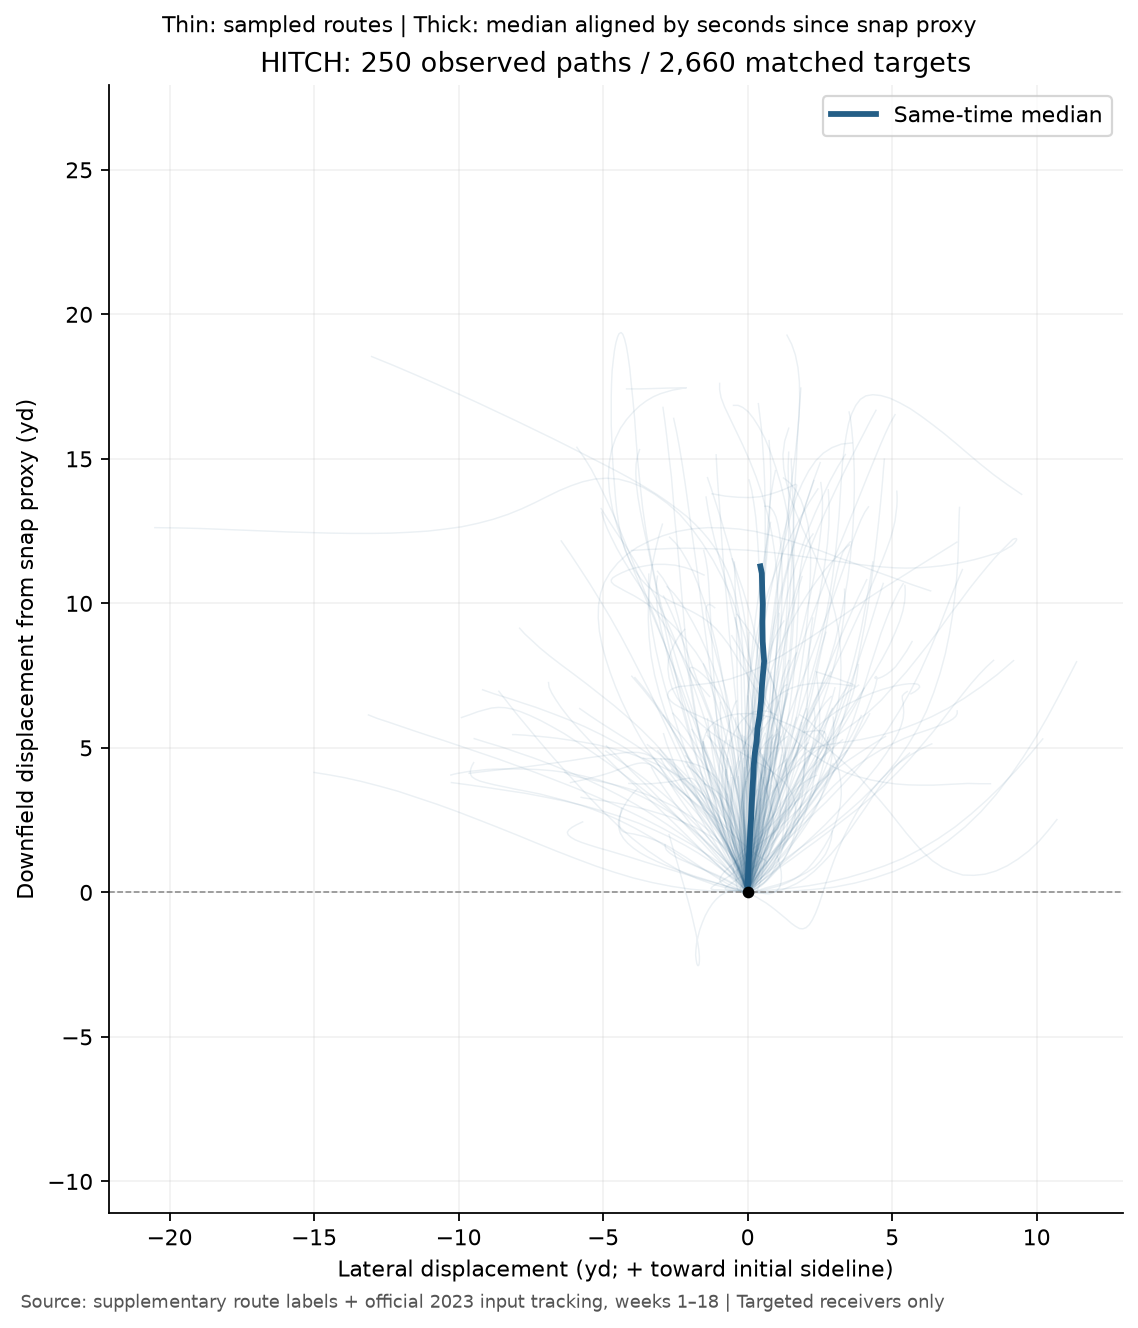 Thin: sampled routes | Thick: median aligned by seconds since snap proxy
HITCH: 250 observed paths / 2,660 matched targets
Same-time median
25
20
15
10
5
0
−5
−10
Downfield displacement from snap proxy (yd)
−20 −15 −10 −5 0 5 10
Lateral displacement (yd; + toward initial sideline)
Source: supplementary route labels + official 2023 input tracking, weeks 1–18 | Targeted receivers only